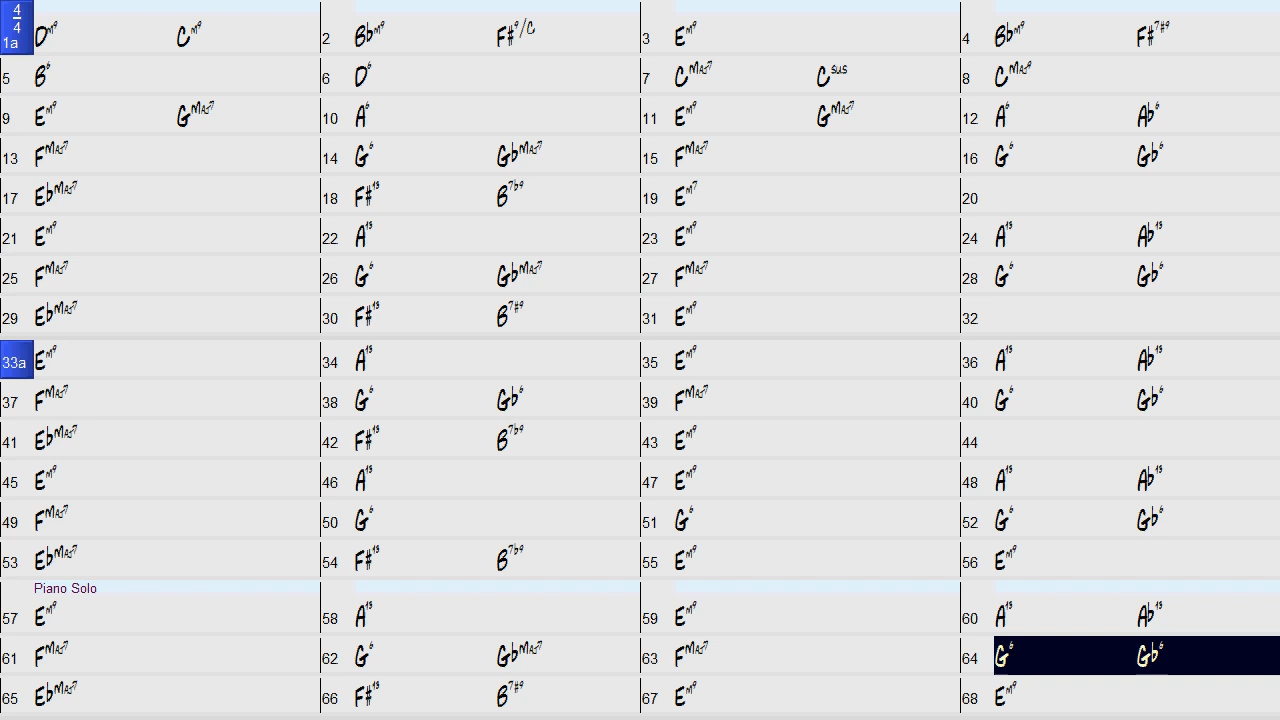 4
4
1a Dm9 Cm9 2 Bbm9 F#9/C 3 Em9 4 Bbm9 F#7#9
5 B6 6 D6 7 CMaj7 Csus 8 CMaj9
9 Em9 GMaj7 10 A6 11 Em9 GMaj7 12 A6 Ab6
13 FMaj7 14 G6 GbMaj7 15 FMaj7 16 G6 Gb6
17 EbMaj7 18 F#13 B7b9 19 Em7 20
21 Em9 22 A13 23 Em9 24 A13 Ab13
25 FMaj7 26 G6 GbMaj7 27 FMaj7 28 G6 Gb6
29 EbMaj7 30 F#13 B7#9 31 Em9 32
33a Em9 34 A13 35 Em9 36 A13 Ab13
37 FMaj7 38 G6 Gb6 39 FMaj7 40 G6 Gb6
41 EbMaj7 42 F#13 B7b9 43 Em9 44
45 Em9 46 A13 47 Em9 48 A13 Ab13
49 FMaj7 50 G6 51 G6 52 G6 Gb6
53 EbMaj7 54 F#13 B7b9 55 Em9 56 Em9
Piano Solo
57 Em9 58 A13 59 Em9 60 A13 Ab13
61 FMaj7 62 G6 GbMaj7 63 FMaj7 64 G6 Gb6
65 EbMaj7 66 F#13 B7#9 67 Em9 68 Em9